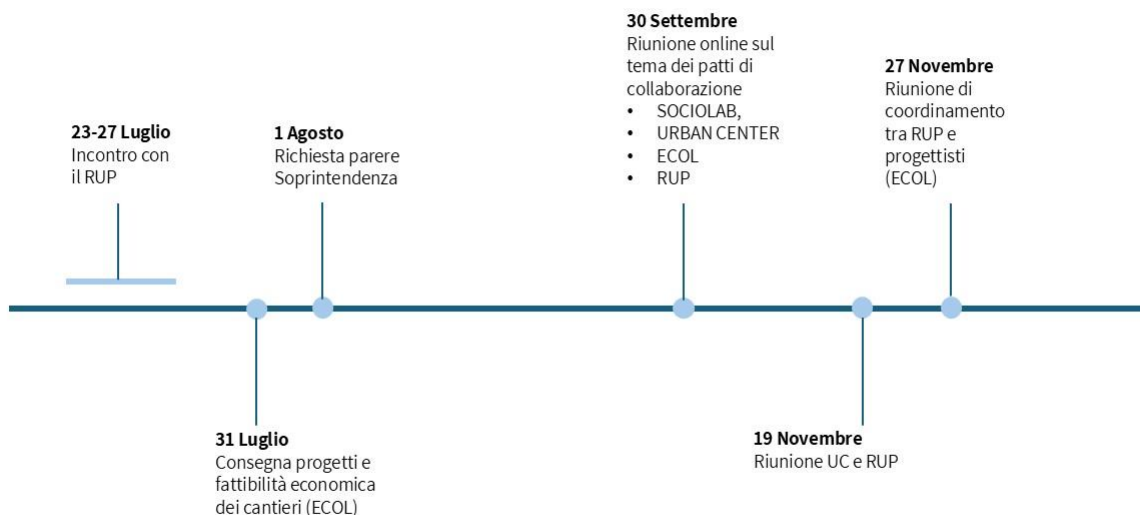 23-27 Luglio
Incontro con
il RUP
31 Luglio
Consegna progetti e
fattibilità economica
dei cantieri (ECOL)
1 Agosto
Richiesta parere
Soprintendenza
30 Settembre
Riunione online sul
tema dei patti di
collaborazione
• SOCIOLAB,
• URBAN CENTER
• ECOL
• RUP
19 Novembre
Riunione UC e RUP
27 Novembre
Riunione di
coordinamento
tra RUP e
progettisti
(ECOL)